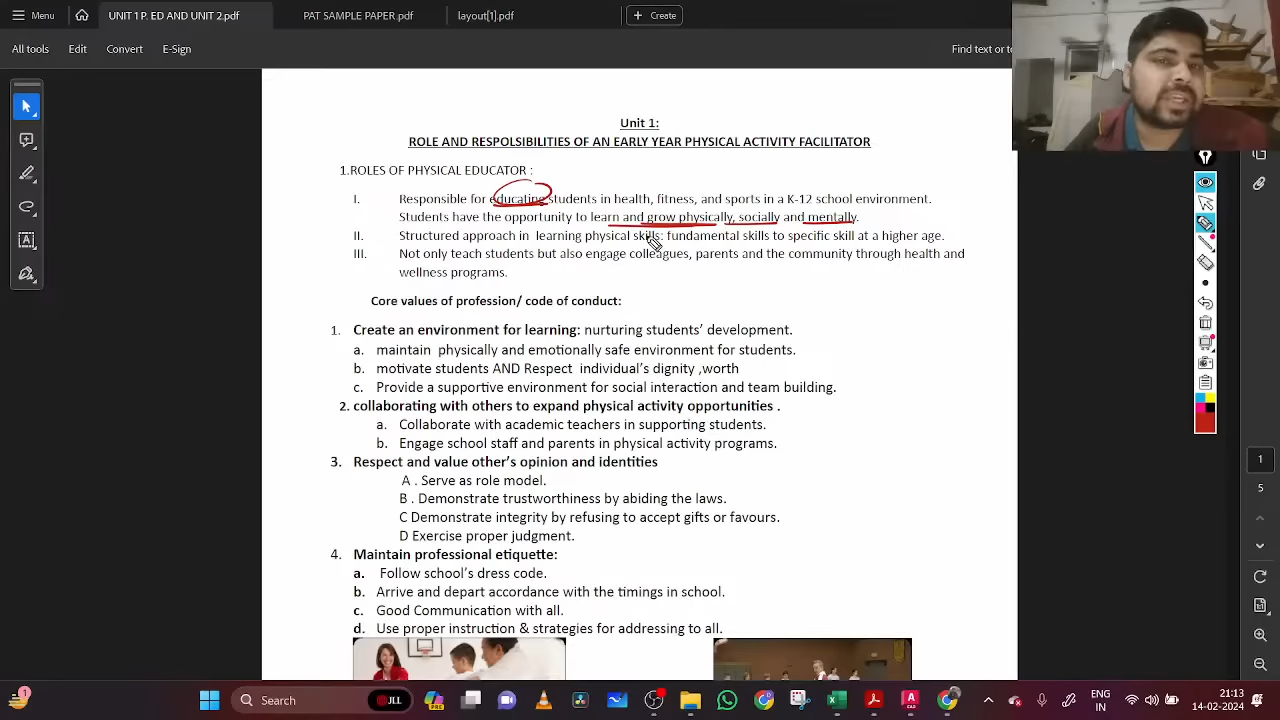 Menu
UNIT 1 P. ED AND UNIT 2.pdf
PAT SAMPLE PAPER.pdf
layout[1].pdf
+ Create
All tools Edit Convert E-Sign
Find text or to
Unit 1:
ROLE AND RESPOLSIBILITIES OF AN EARLY YEAR PHYSICAL ACTIVITY FACILITATOR
1.ROLES OF PHYSICAL EDUCATOR :
I. Responsible for educating students in health, fitness, and sports in a K-12 school environment.
Students have the opportunity to learn and grow physically, socially and mentally.
II. Structured approach in learning physical skills: fundamental skills to specific skill at a higher age.
III. Not only teach students but also engage colleagues, parents and the community through health and
wellness programs.
Core values of profession/ code of conduct:
1. Create an environment for learning: nurturing students’ development.
a. maintain physically and emotionally safe environment for students.
b. motivate students AND Respect individual’s dignity ,worth
c. Provide a supportive environment for social interaction and team building.
2. collaborating with others to expand physical activity opportunities .
a. Collaborate with academic teachers in supporting students.
b. Engage school staff and parents in physical activity programs.
3. Respect and value other’s opinion and identities
A . Serve as role model.
B . Demonstrate trustworthiness by abiding the laws.
C Demonstrate integrity by refusing to accept gifts or favours.
D Exercise proper judgment.
4. Maintain professional etiquette:
a. Follow school’s dress code.
b. Arrive and depart accordance with the timings in school.
c. Good Communication with all.
d. Use proper instruction & strategies for addressing to all.
1
5
1
Search
JLL
PRE
CAD
ENG
IN
21:13
14-02-2024